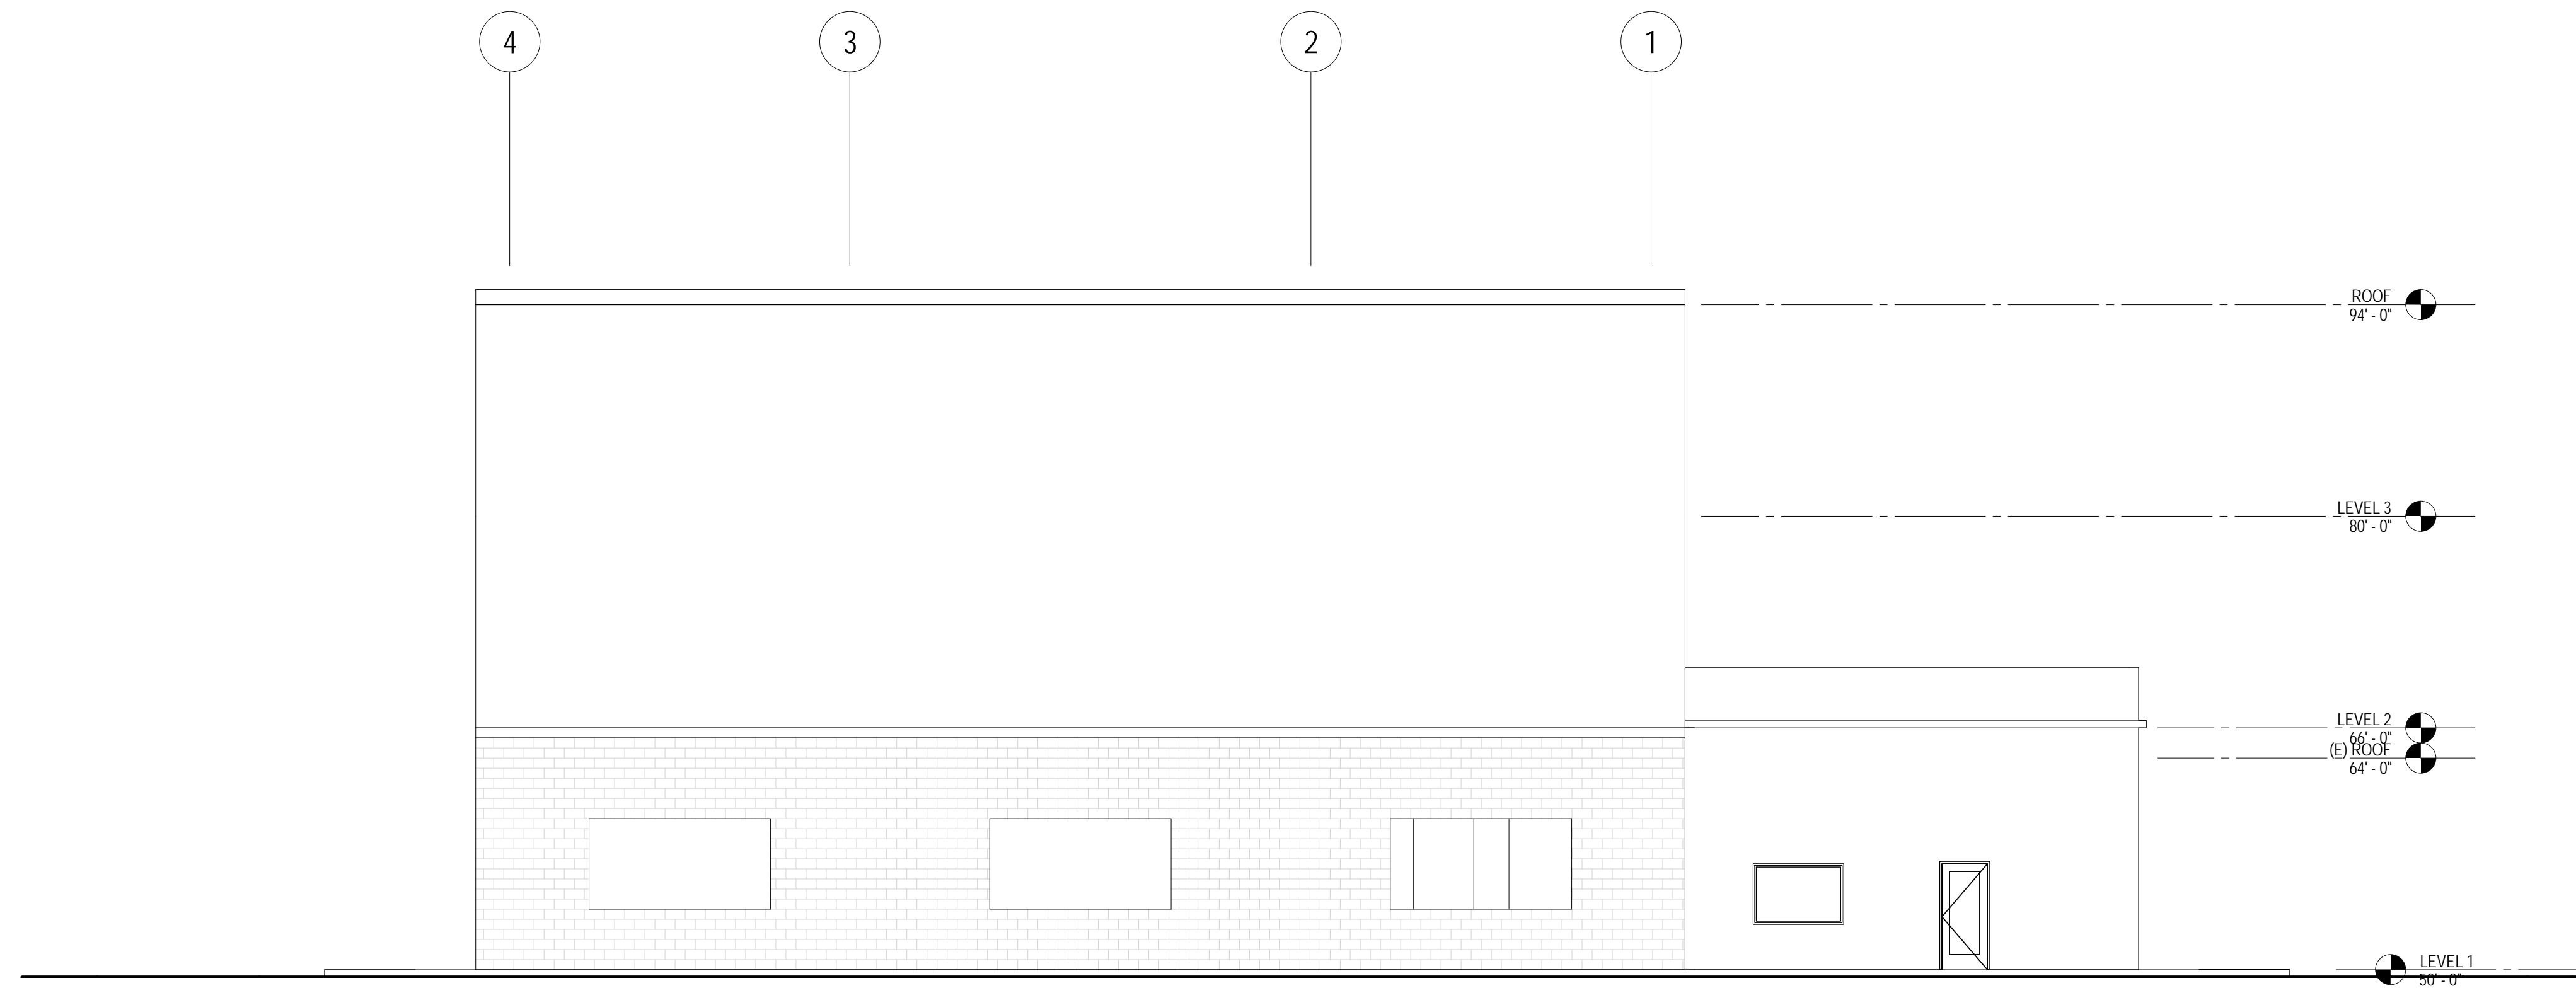 4
3
2
1
ROOF
94' - 0"
LEVEL 3
80' - 0"
LEVEL 2
66' - 0"
(E) ROOF
64' - 0"
LEVEL 1
50' - 0"